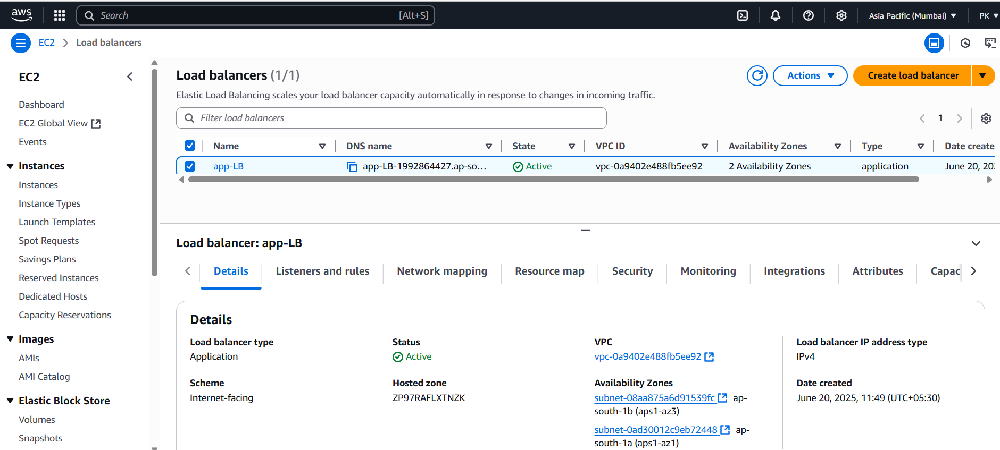 aws
Search [Alt+S]
Asia Pacific (Mumbai) PK
EC2 Load balancers
EC2
Dashboard
EC2 Global View
Events
Instances
Instances
Instance Types
Launch Templates
Spot Requests
Savings Plans
Reserved Instances
Dedicated Hosts
Capacity Reservations
Images
AMIs
AMI Catalog
Elastic Block Store
Volumes
Snapshots
Load balancers (1/1)
Actions
Create load balancer
Elastic Load Balancing scales your load balancer capacity automatically in response to changes in incoming traffic.
Filter load balancers
1
Name DNS name State VPC ID Availability Zones Type Date create
app-LB app-LB-1992864427.ap-so... Active vpc-0a9402e488fb5ee92 2 Availability Zones application June 20, 202
Load balancer: app-LB
Details Listeners and rules Network mapping Resource map Security Monitoring Integrations Attributes Capac
Details
Load balancer type
Application
Scheme
Internet-facing
Status
Active
Hosted zone
ZP97RAFLXTNZK
VPC
vpc-0a9402e488fb5ee92
Availability Zones
subnet-08aa875a6d91539fc ap-
south-1b (aps1-az3)
subnet-0ad30012c9eb72448 ap-
south-1a (aps1-az1)
Load balancer IP address type
IPv4
Date created
June 20, 2025, 11:49 (UTC+05:30)